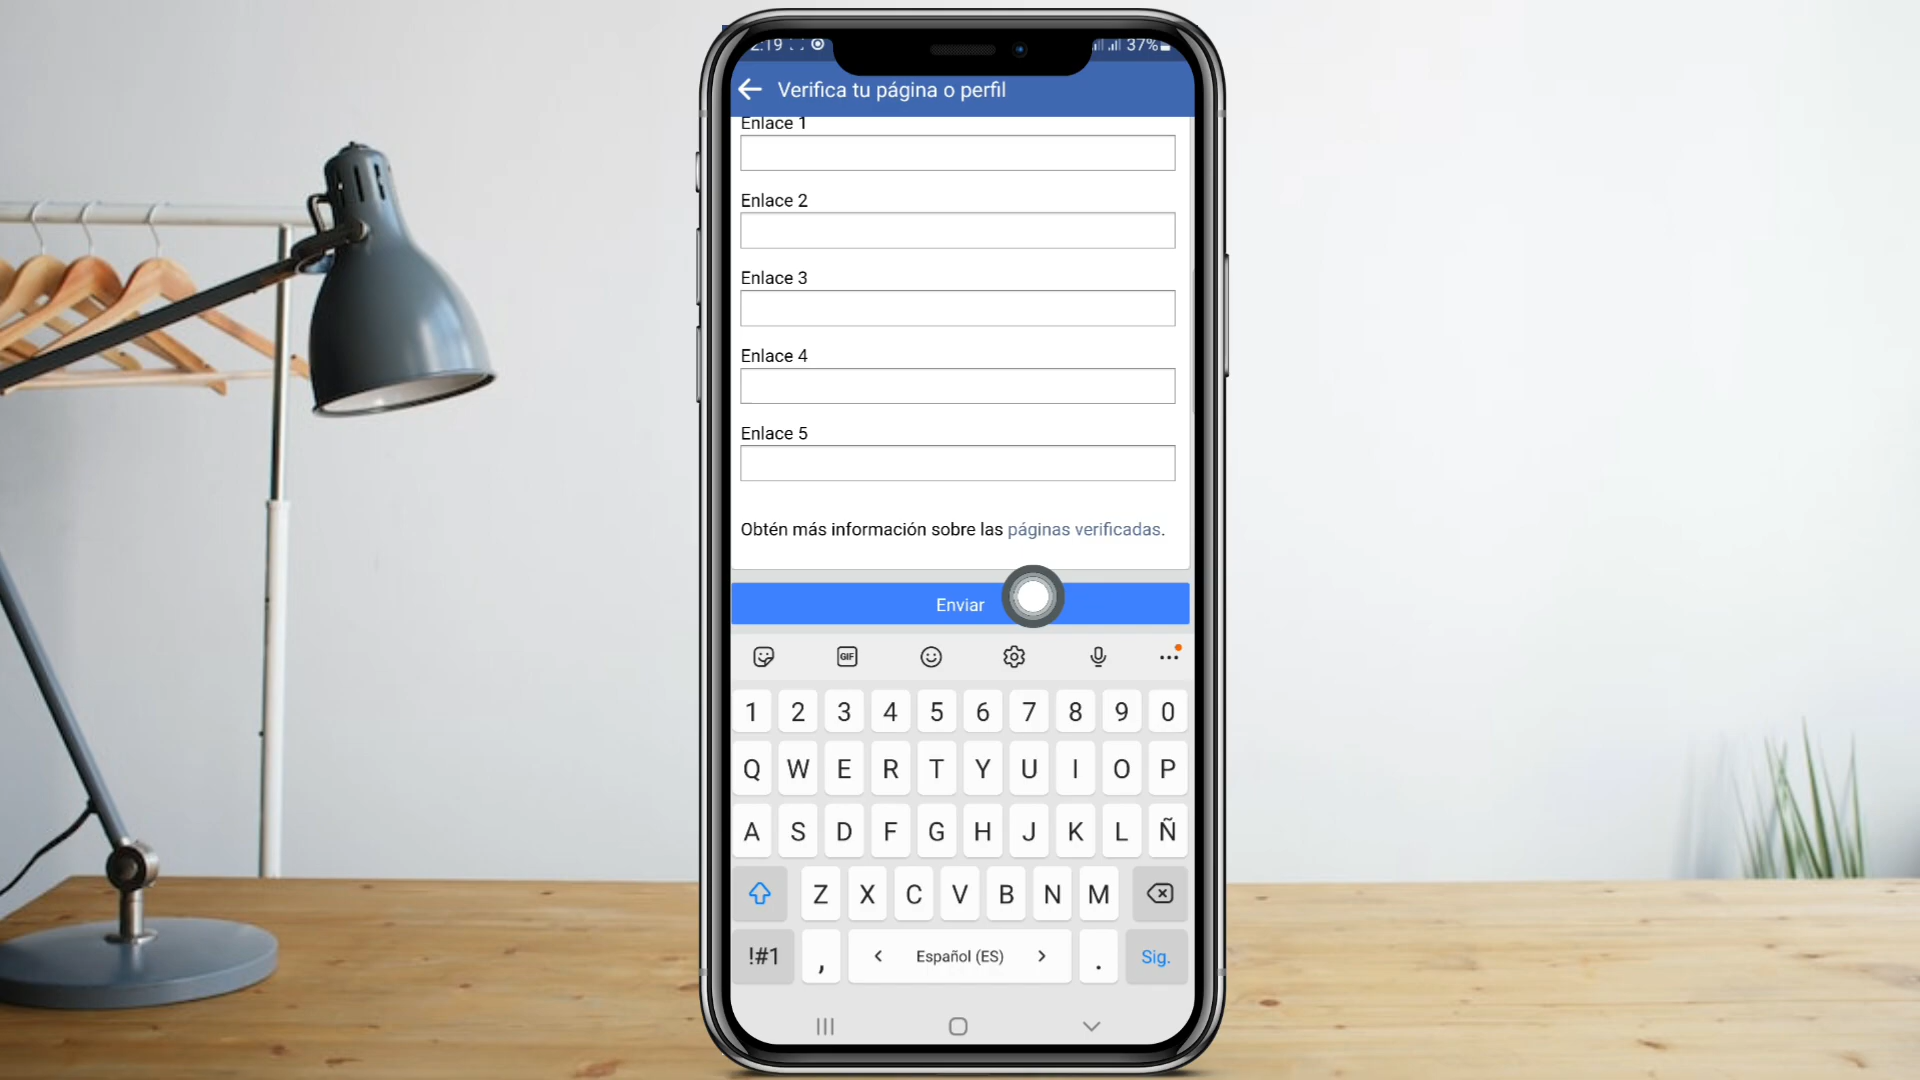 2:19 37%
Verifica tu página o perfil
Enlace 1
Enlace 2
Enlace 3
Enlace 4
Enlace 5
Obtén más información sobre las páginas verificadas.
Enviar
GIF
1 2 3 4 5 6 7 8 9 0
Q W E R T Y U I O P
A S D F G H J K L Ñ
Z X C V B N M
!#1 , < Español (ES) > . Sig.